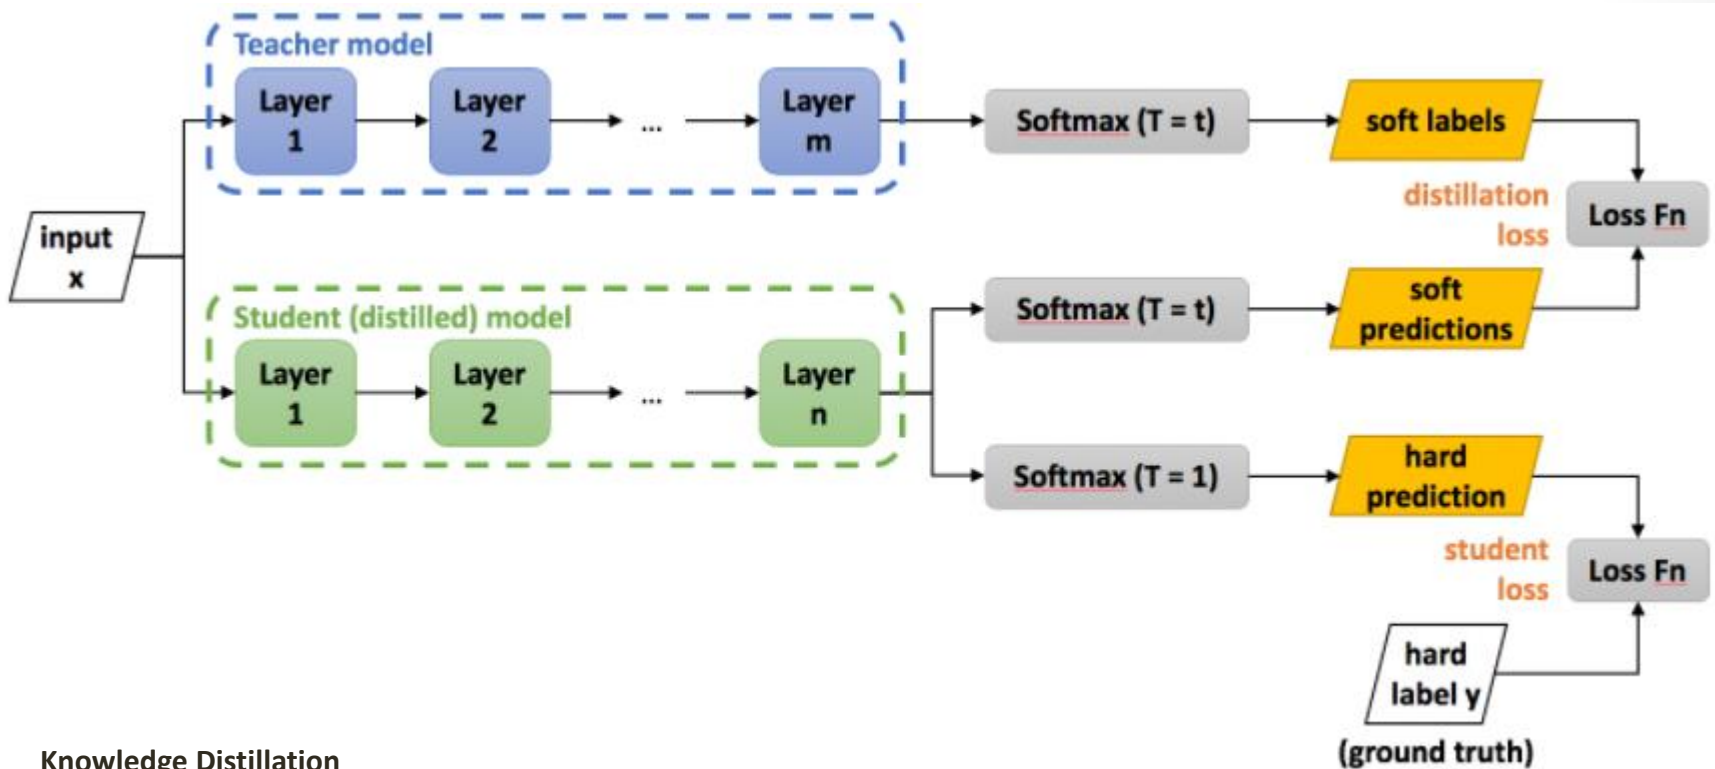 Teacher model
Layer
1
Layer
2
...
Layer
m
Softmax (T = t)
soft labels
distillation
loss
Loss Fn
input
x
Student (distilled) model
Layer
1
Layer
2
...
Layer
n
Softmax (T = t)
soft
predictions
Softmax (T = 1)
hard
prediction
student
loss
Loss Fn
hard
label y
(ground truth)
Knowledge Distillation